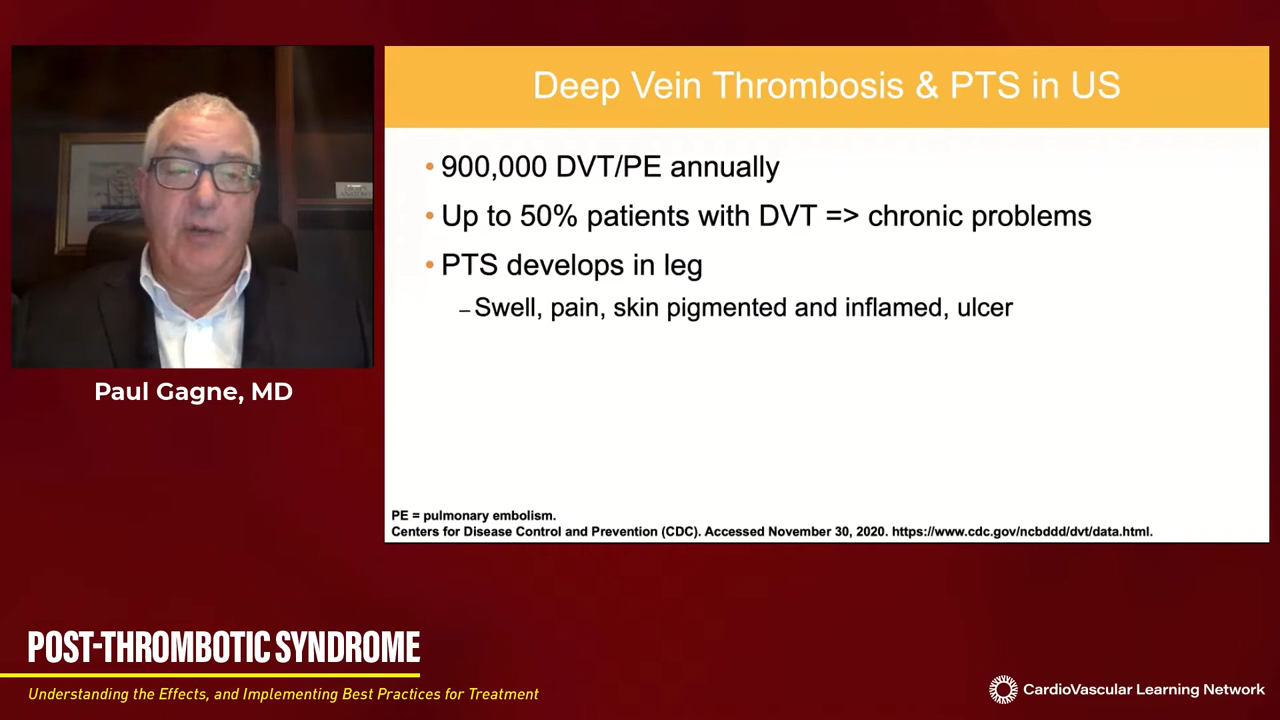 Deep Vein Thrombosis & PTS in US
• 900,000 DVT/PE annually
• Up to 50% patients with DVT => chronic problems
• PTS develops in leg
– Swell, pain, skin pigmented and inflamed, ulcer
PE = pulmonary embolism.
Centers for Disease Control and Prevention (CDC). Accessed November 30, 2020. https://www.cdc.gov/ncbddd/dvt/data.html.
Paul Gagne, MD
POST-THROMBOTIC SYNDROME
Understanding the Effects, and Implementing Best Practices for Treatment
CardioVascular Learning Network